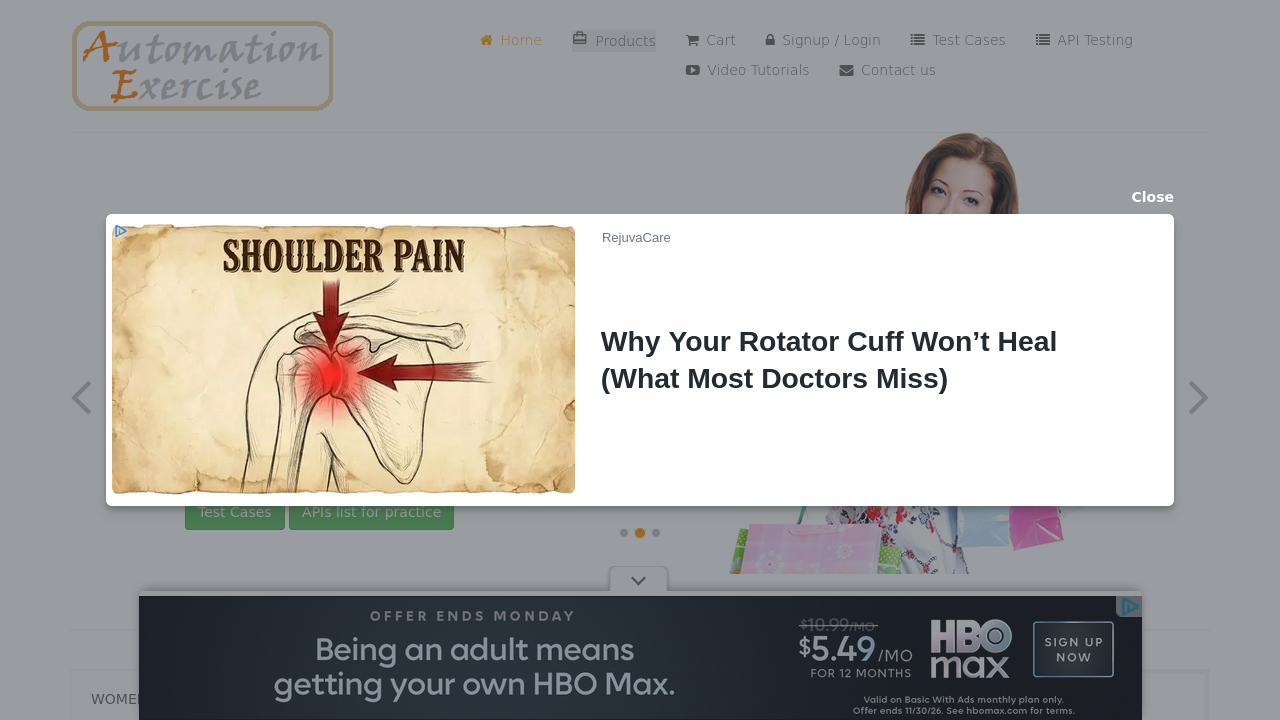 Automation
Exercise
Home
Products
Cart
Signup / Login
Test Cases
API Testing
Video Tutorials
Contact us
Close
SHOULDER PAIN
RejuvaCare
Why Your Rotator Cuff Won’t Heal
(What Most Doctors Miss)
Test Cases
APIs list for practice
OFFER ENDS MONDAY
Being an adult means
getting your own HBO Max.
$10.99/MO
$5.49/MO
FOR 12 MONTHS
HBO
max
SIGN UP
NOW
Valid on Basic With Ads monthly plan only.
Offer ends 11/30/26. See hbomax.com for terms.